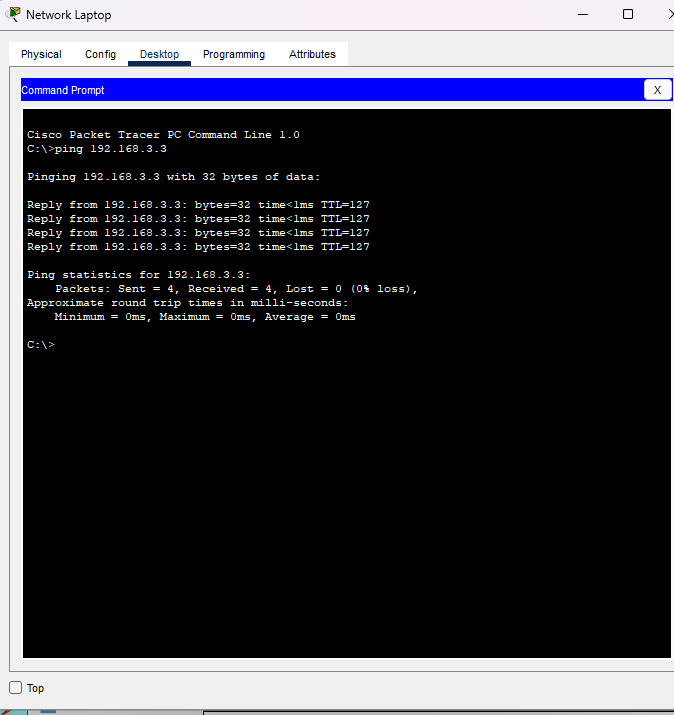 Network Laptop
Physical Config Desktop Programming Attributes
Command Prompt X
Cisco Packet Tracer PC Command Line 1.0
C:\>ping 192.168.3.3
Pinging 192.168.3.3 with 32 bytes of data:
Reply from 192.168.3.3: bytes=32 time<1ms TTL=127
Reply from 192.168.3.3: bytes=32 time<1ms TTL=127
Reply from 192.168.3.3: bytes=32 time<1ms TTL=127
Reply from 192.168.3.3: bytes=32 time<1ms TTL=127
Ping statistics for 192.168.3.3:
Packets: Sent = 4, Received = 4, Lost = 0 (0% loss),
Approximate round trip times in milli-seconds:
Minimum = 0ms, Maximum = 0ms, Average = 0ms
C:\>
Top